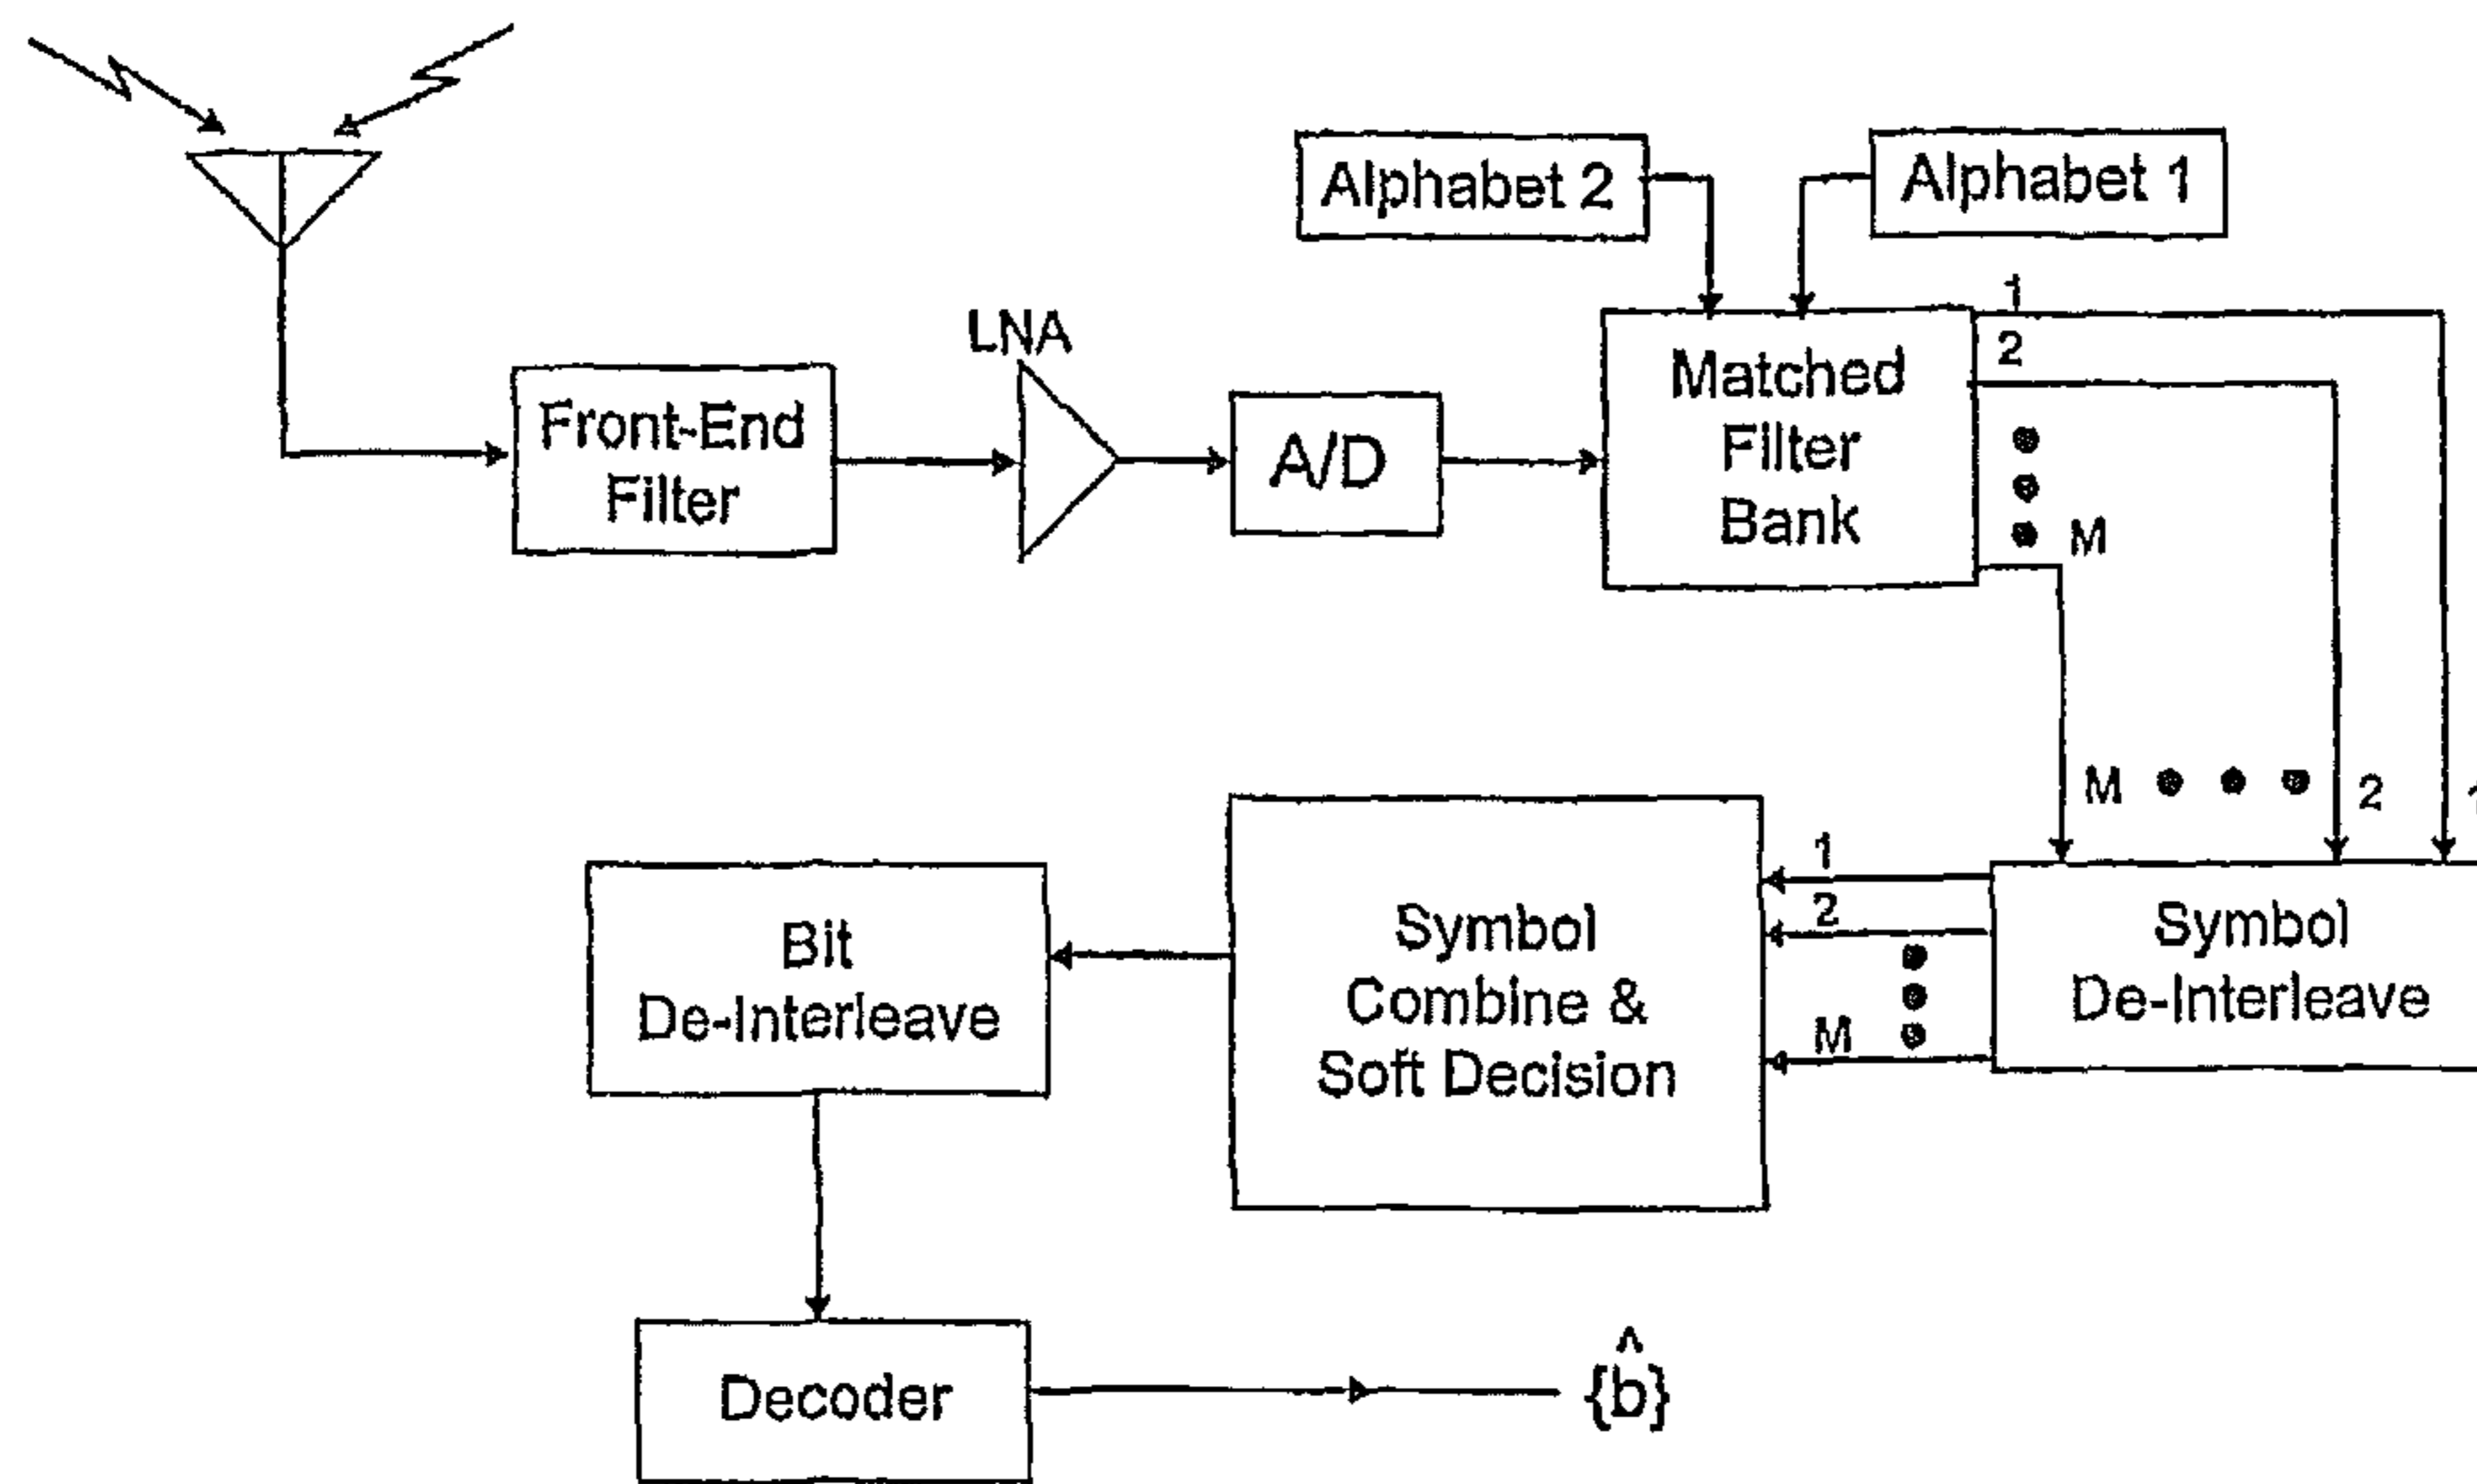 Alphabet 2
Alphabet 1
LNA
Front-End
Filter
A/D
Matched
Filter
Bank
1
2
M
M
2
1
1
2
M
Symbol
De-Interleave
Symbol
Combine &
Soft Decision
Bit
De-Interleave
Decoder
{b̂}